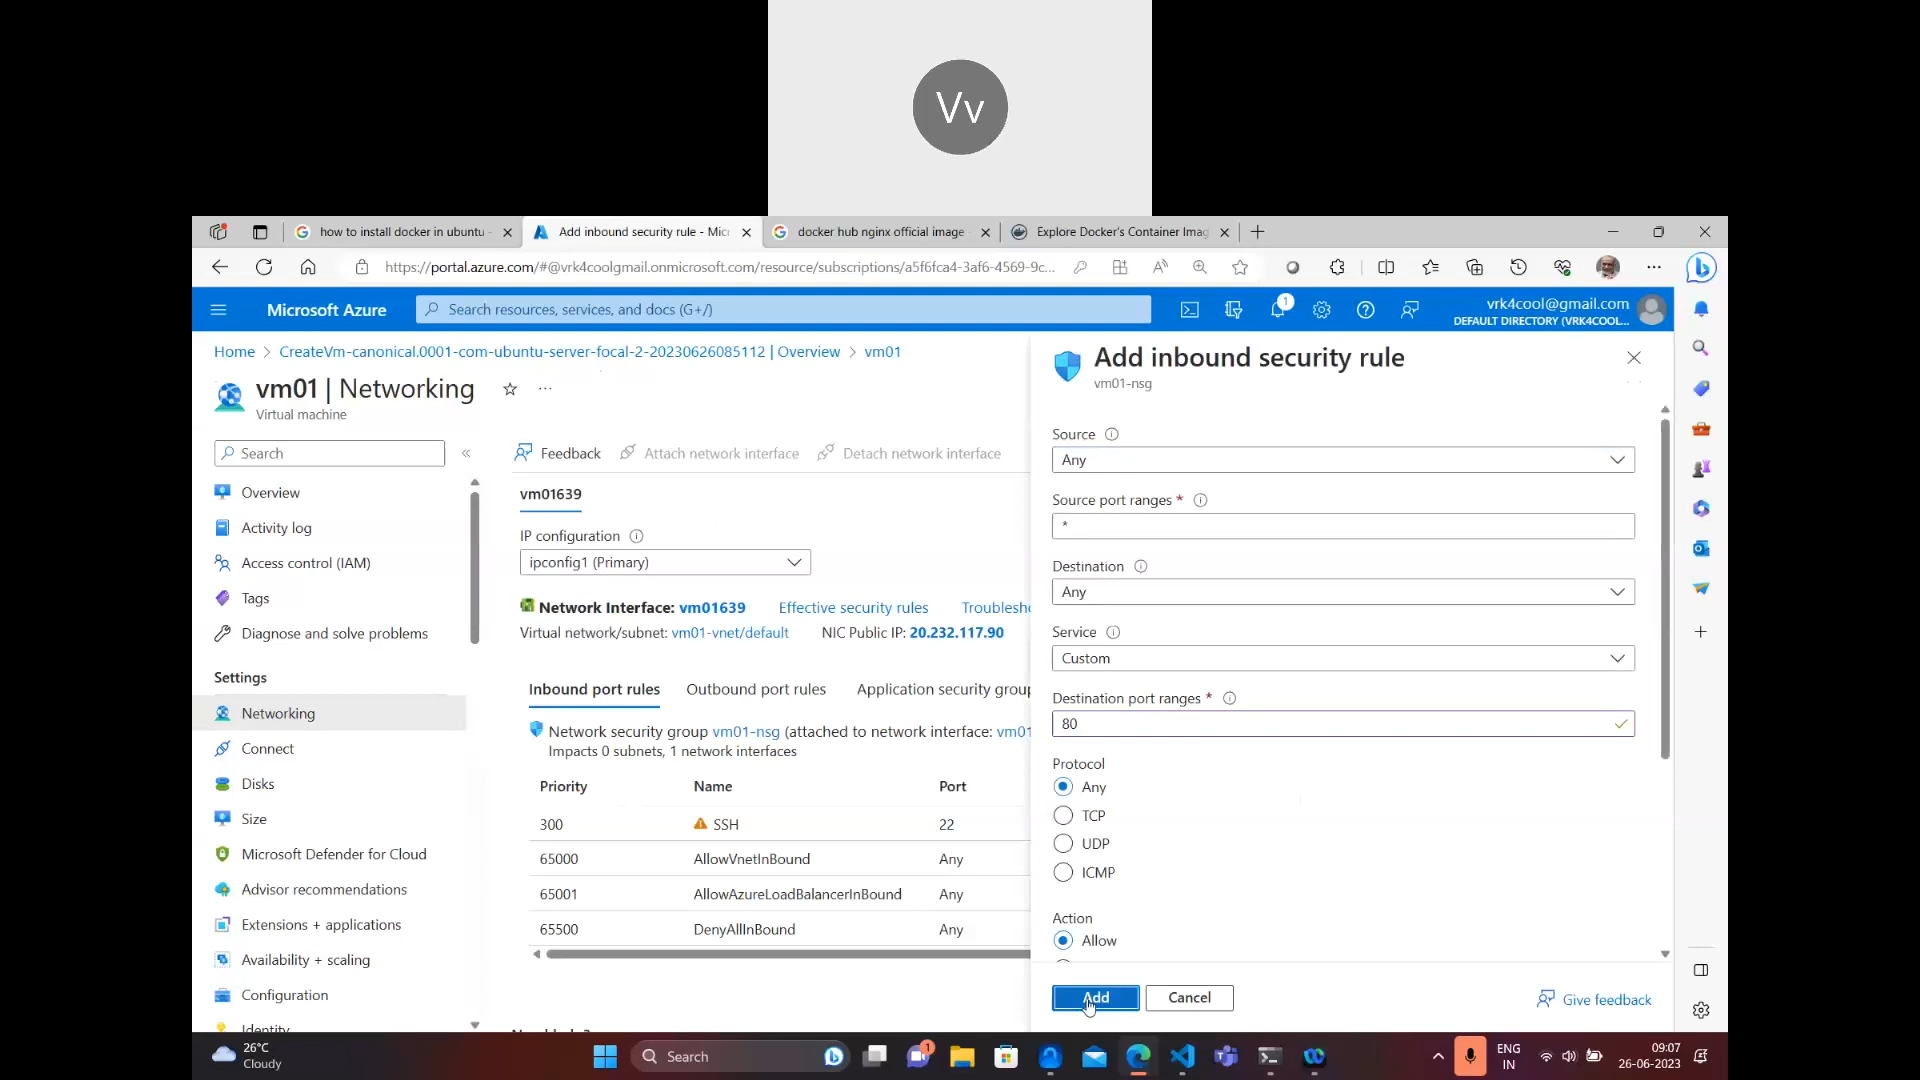 Vv
how to install docker in ubuntu -
Add inbound security rule - Mic
docker hub nginx official image -
Explore Docker's Container Imag
https://portal.azure.com/#@vrk4coolgmail.onmicrosoft.com/resource/subscriptions/a5f6fca4-3af6-4569-9c...
Microsoft Azure
Search resources, services, and docs (G+/)
1
vrk4cool@gmail.com
DEFAULT DIRECTORY (VRK4COOL...
Home > CreateVm-canonical.0001-com-ubuntu-server-focal-2-20230626085112 | Overview > vm01
vm01 | Networking
Virtual machine
Search
Overview
Activity log
Access control (IAM)
Tags
Diagnose and solve problems
Settings
Networking
Connect
Disks
Size
Microsoft Defender for Cloud
Advisor recommendations
Extensions + applications
Availability + scaling
Configuration
Identity
Feedback
Attach network interface
Detach network interface
vm01639
IP configuration
ipconfig1 (Primary)
Network Interface: vm01639 Effective security rules Troublesh
Virtual network/subnet: vm01-vnet/default NIC Public IP: 20.232.117.90
Inbound port rules Outbound port rules Application security group
Network security group vm01-nsg (attached to network interface: vm01
Impacts 0 subnets, 1 network interfaces
Priority Name Port
300 SSH 22
65000 AllowVnetInBound Any
65001 AllowAzureLoadBalancerInBound Any
65500 DenyAllInBound Any
Add inbound security rule
vm01-nsg
Source
Any
Source port ranges *
*
Destination
Any
Service
Custom
Destination port ranges *
80
Protocol
Any
TCP
UDP
ICMP
Action
Allow
Add
Cancel
Give feedback
26°C
Cloudy
Search
1
ENG
IN
09:07
26-06-2023